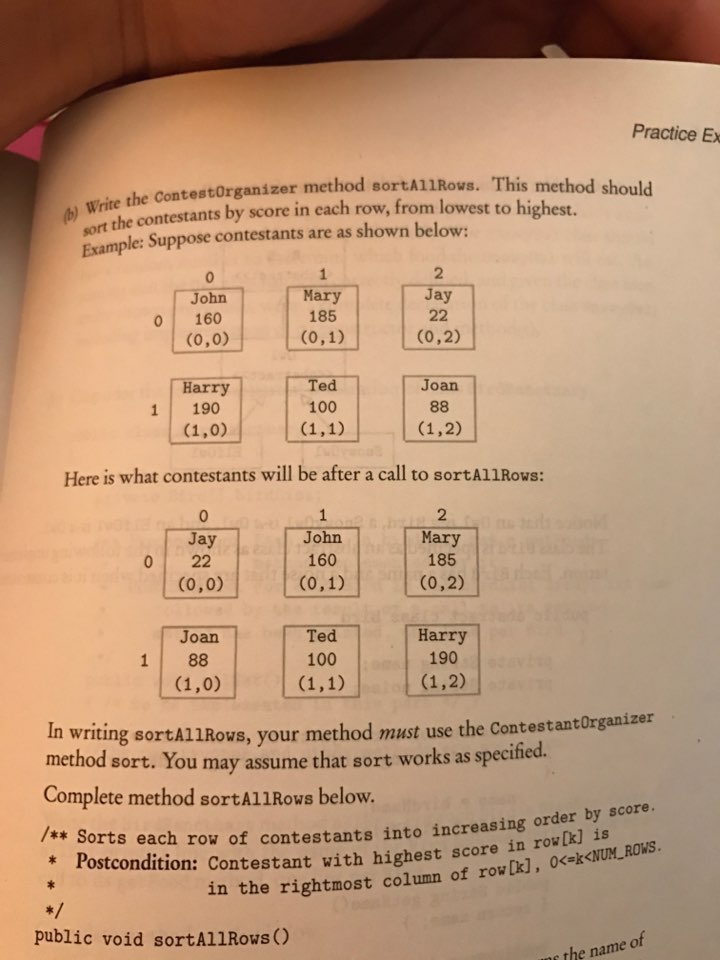 Practice Ex
(b) Write the ContestOrganizer method sortAllRows. This method should
sort the contestants by score in each row, from lowest to highest.
Example: Suppose contestants are as shown below:
0 1 2
John Mary Jay
0 160 185 22
(0,0) (0,1) (0,2)
Harry Ted Joan
1 190 100 88
(1,0) (1,1) (1,2)
Here is what contestants will be after a call to sortAllRows:
0 1 2
Jay John Mary
0 22 160 185
(0,0) (0,1) (0,2)
Joan Ted Harry
1 88 100 190
(1,0) (1,1) (1,2)
In writing sortAllRows, your method must use the ContestantOrganizer
method sort. You may assume that sort works as specified.
Complete method sortAllRows below.
/** Sorts each row of contestants into increasing order by score.
* Postcondition: Contestant with highest score in row[k] is
* in the rightmost column of row[k], 0<=k<NUM_ROWS.
*/
public void sortAllRows()
the name of